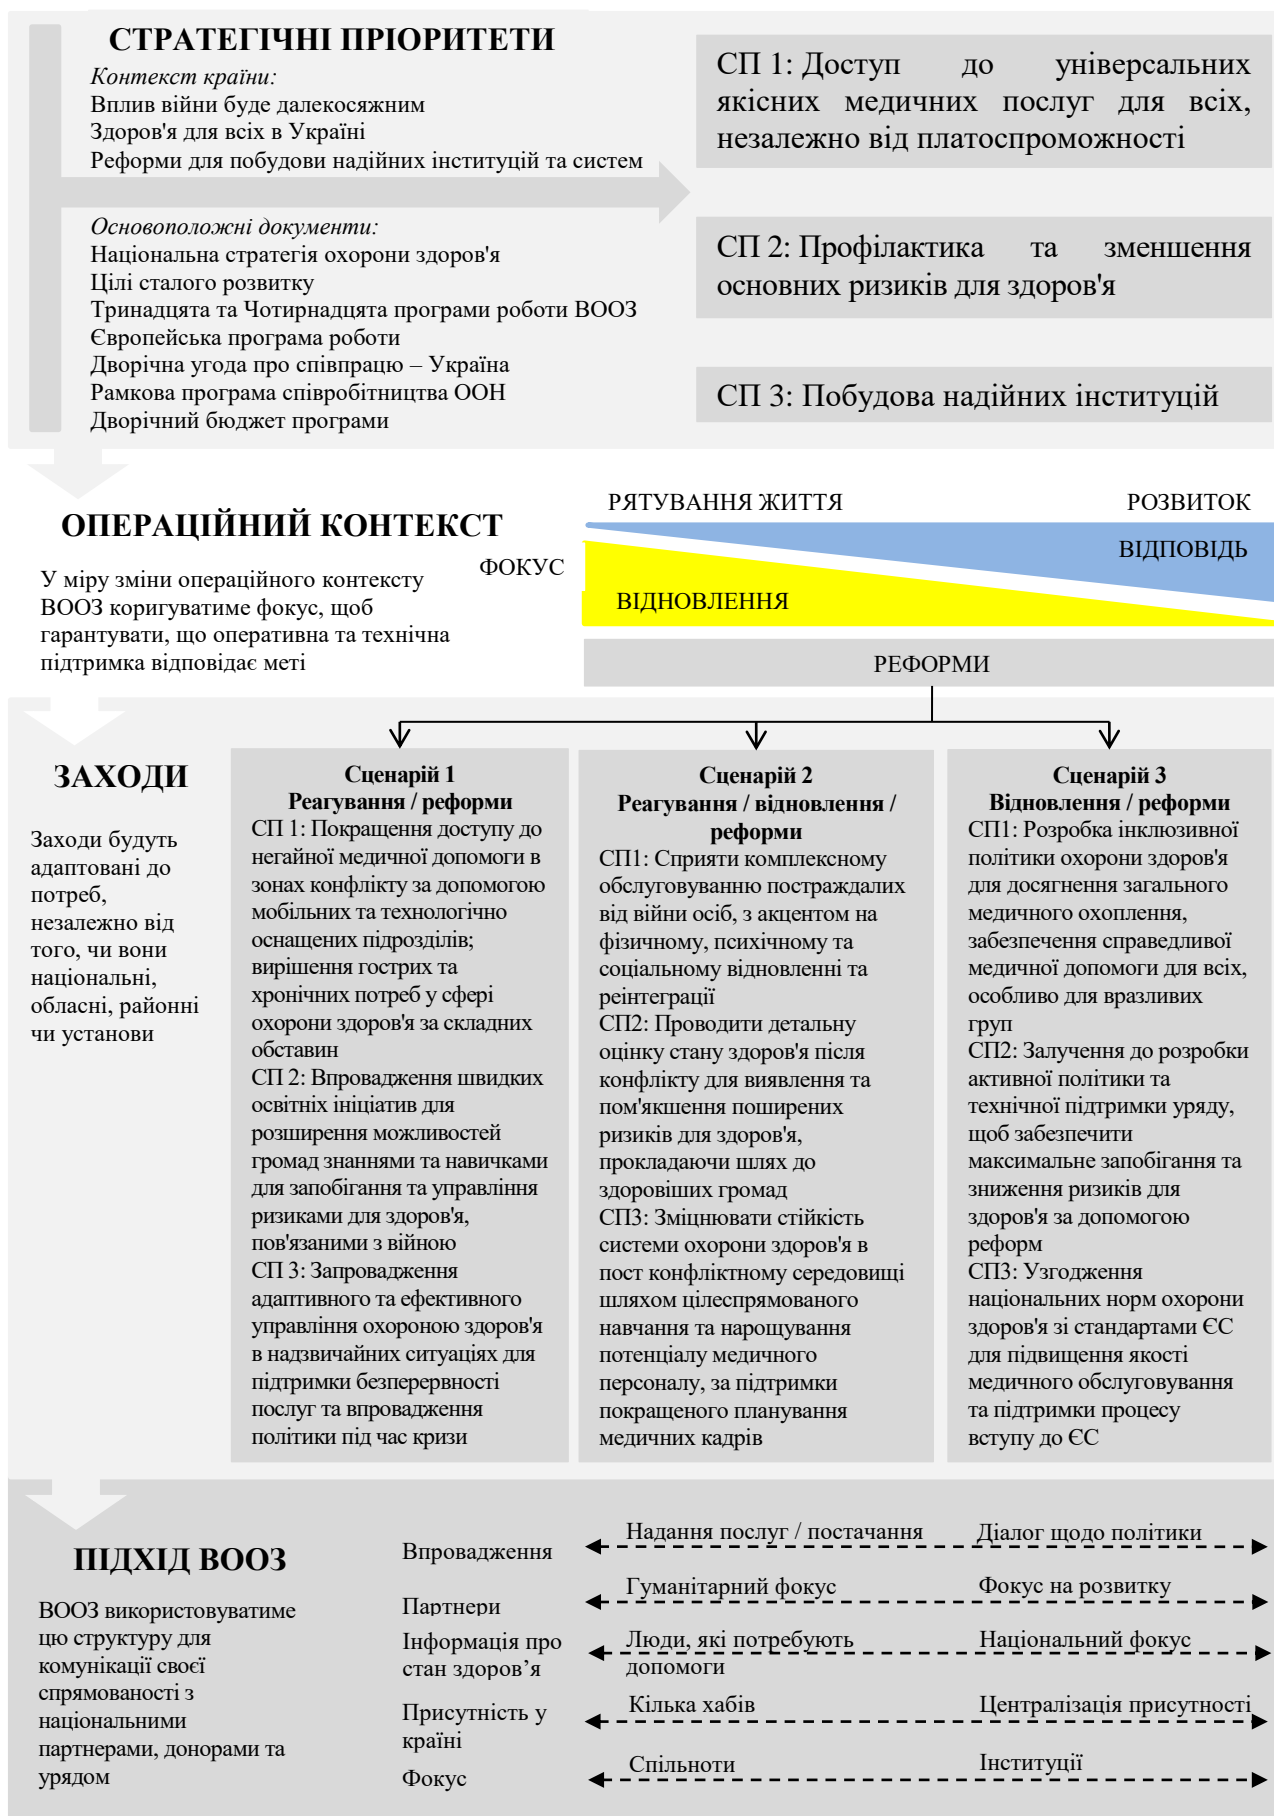 СТРАТЕГІЧНІ ПРІОРИТЕТИ
Контекст країни:
Вплив війни буде далекосяжним
Здоров'я для всіх в Україні
Реформи для побудови надійних інституцій та систем
Основоположні документи:
Національна стратегія охорони здоров'я
Цілі сталого розвитку
Тринадцята та Чотирнадцята програми роботи ВООЗ
Європейська програма роботи
Дворічна угода про співпрацю – Україна
Рамкова програма співробітництва ООН
Дворічний бюджет програми
СП 1: Доступ до універсальних
якісних медичних послуг для всіх,
незалежно від платоспроможності
СП 2: Профілактика та зменшення
основних ризиків для здоров'я
СП 3: Побудова надійних інституцій
ОПЕРАЦІЙНИЙ КОНТЕКСТ
У міру зміни операційного контексту
ВООЗ коригуватиме фокус, щоб
гарантувати, що оперативна та технічна
підтримка відповідає меті
ФОКУС
РЯТУВАННЯ ЖИТТЯ
РОЗВИТОК
ВІДПОВІДЬ
ВІДНОВЛЕННЯ
РЕФОРМИ
ЗАХОДИ
Заходи будуть
адаптовані до
потреб,
незалежно від
того, чи вони
національні,
обласні, районні
чи установи
Сценарій 1
Реагування / реформи
СП 1: Покращення доступу до
негайної медичної допомоги в
зонах конфлікту за допомогою
мобільних та технологічно
оснащених підрозділів;
вирішення гострих та
хронічних потреб у сфері
охорони здоров'я за складних
обставин
СП 2: Впровадження швидких
освітніх ініціатив для
розширення можливостей
громад знаннями та навичками
для запобігання та управління
ризиками для здоров'я,
пов'язаними з війною
СП 3: Запровадження
адаптивного та ефективного
управління охороною здоров'я
в надзвичайних ситуаціях для
підтримки безперервності
послуг та впровадження
політики під час кризи
Сценарій 2
Реагування / відновлення /
реформи
СП1: Сприяти комплексному
обслуговуванню постраждалих
від війни осіб, з акцентом на
фізичному, психічному та
соціальному відновленні та
реінтеграції
СП2: Проводити детальну
оцінку стану здоров'я після
конфлікту для виявлення та
пом'якшення поширених
ризиків для здоров'я,
прокладаючи шлях до
здоровіших громад
СП3: Зміцнювати стійкість
системи охорони здоров'я в
пост конфліктному середовищі
шляхом цілеспрямованого
навчання та нарощування
потенціалу медичного
персоналу, за підтримки
покращеного планування
медичних кадрів
Сценарій 3
Відновлення / реформи
СП1: Розробка інклюзивної
політики охорони здоров'я
для досягнення загального
медичного охоплення,
забезпечення справедливої
медичної допомоги для всіх,
особливо для вразливих
груп
СП2: Залучення до розробки
активної політики та
технічної підтримки уряду,
щоб забезпечити
максимальне запобігання та
зниження ризиків для
здоров'я за допомогою
реформ
СП3: Узгодження
національних норм охорони
здоров'я зі стандартами ЄС
для підвищення якості
медичного обслуговування
та підтримки процесу
вступу до ЄС
ПІДХІД ВООЗ
ВООЗ використовуватиме
цю структуру для
комунікації своєї
спрямованості з
національними
партнерами, донорами та
урядом
Впровадження
Надання послуг / постачання
Діалог щодо політики
Партнери
Гуманітарний фокус
Фокус на розвитку
Інформація про
стан здоров’я
Люди, які потребують
допомоги
Національний фокус
Присутність у
країні
Кілька хабів
Централізація присутності
Фокус
Спільноти
Інституції